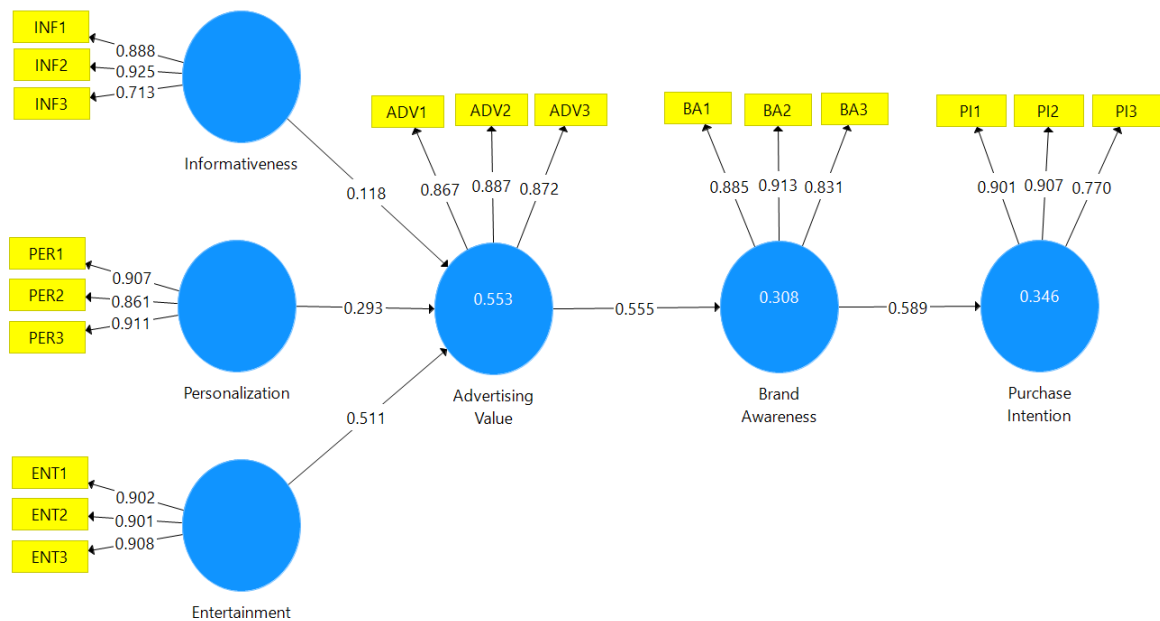 INF1
0.888
INF2
0.925
INF3
0.713
Informativeness
0.118
PER1
0.907
PER2
0.861
PER3
0.911
Personalization
0.293
ENT1
0.902
ENT2
0.901
ENT3
0.908
Entertainment
0.511
ADV1
ADV2
ADV3
0.867
0.887
0.872
0.553
Advertising
Value
0.555
BA1
BA2
BA3
0.885
0.913
0.831
0.308
Brand
Awareness
0.589
PI1
PI2
PI3
0.901
0.907
0.770
0.346
Purchase
Intention